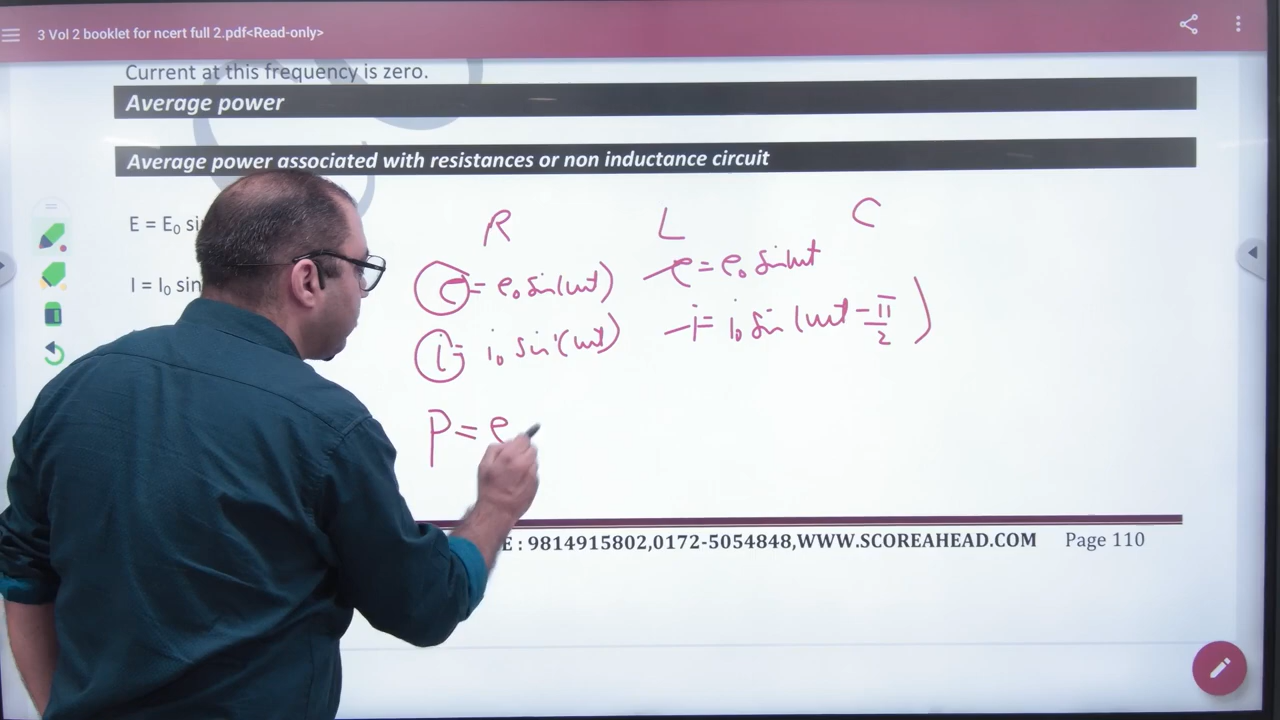 3 Vol 2 booklet for ncert full 2.pdf<Read-only>
Current at this frequency is zero.
Average power
Average power associated with resistances or non inductance circuit
R L C
E = E₀ si
e = e₀ sin(ωt) e = e₀ sin ωt
I = I₀ sin
i = i₀ sin(ωt) i = i₀ sin(ωt - π/2)
P = e
E : 9814915802,0172-5054848,WWW.SCOREAHEAD.COM Page 110